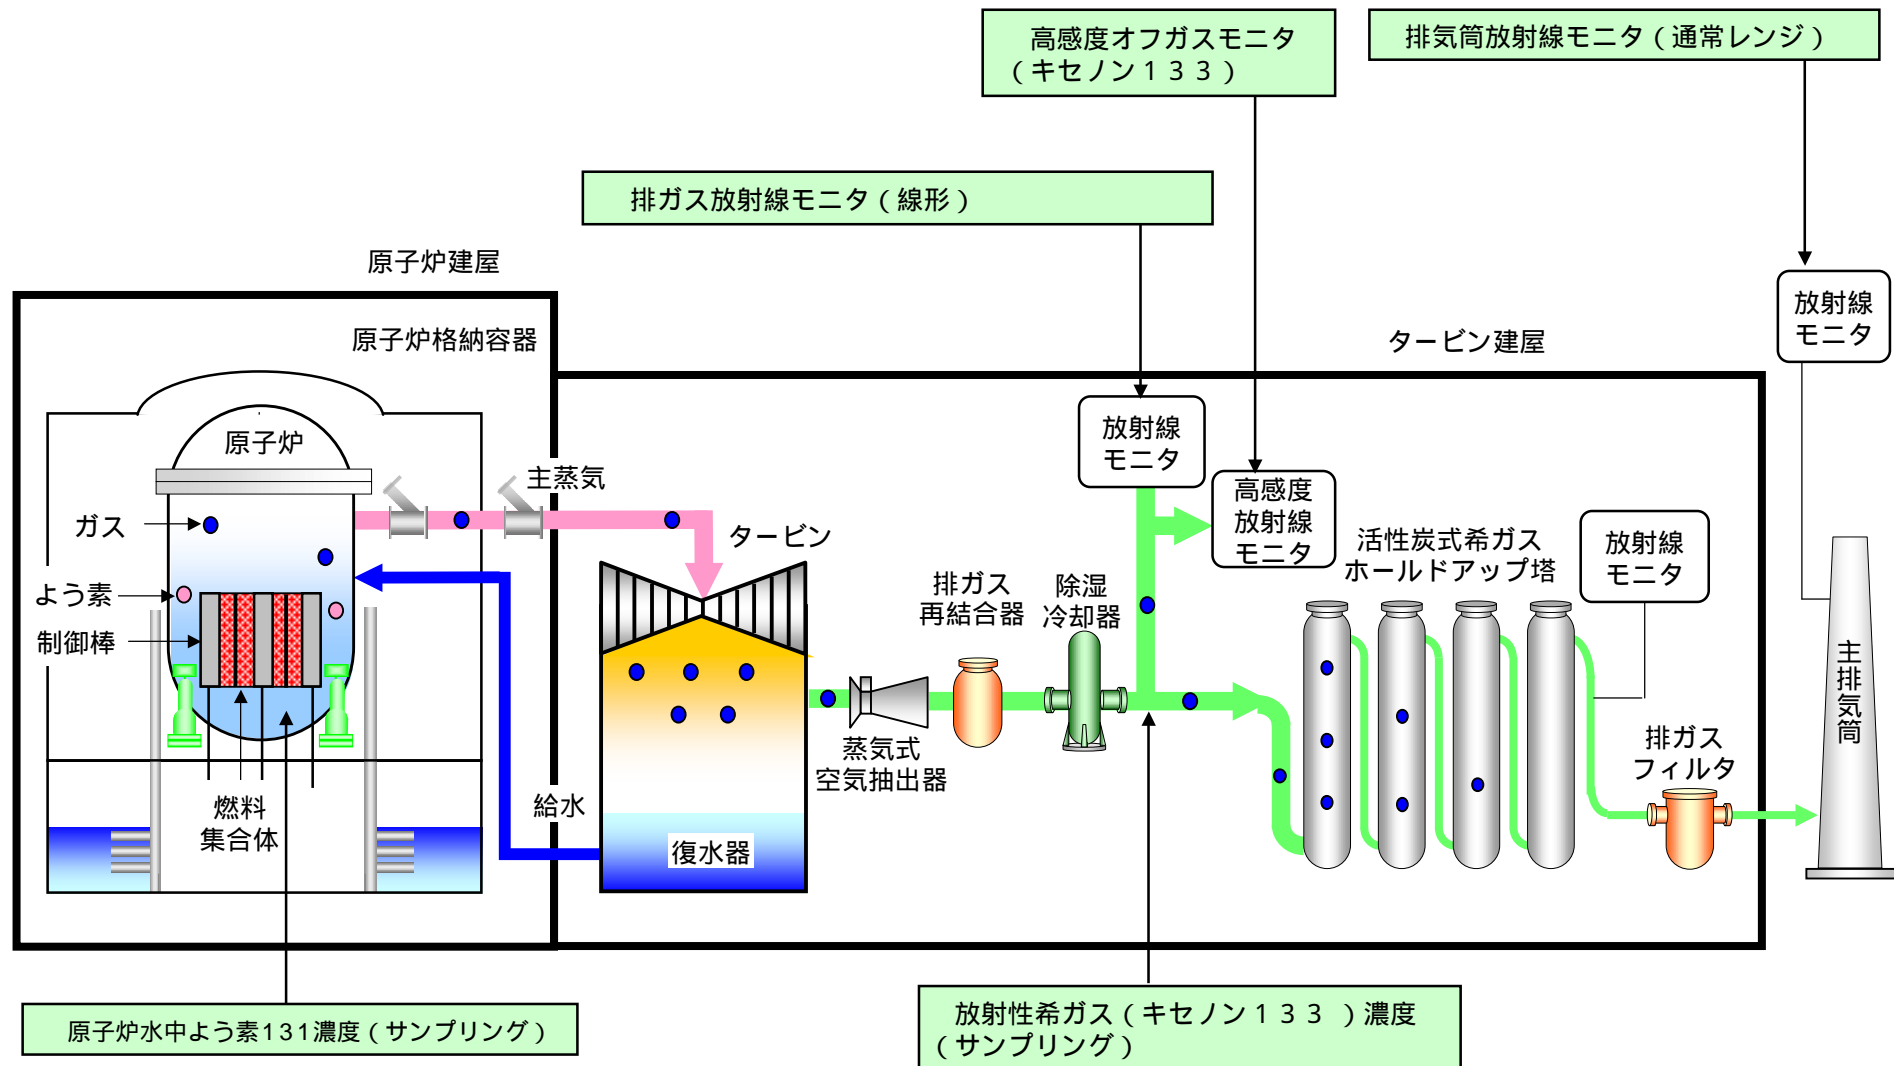 高感度オフガスモニタ
（キセノン１３３）
排気筒放射線モニタ（通常レンジ）
排ガス放射線モニタ（線形）
原子炉建屋
原子炉格納容器
タービン建屋
放射線
モニタ
原子炉
主蒸気
ガス
よう素
制御棒
燃料
集合体
給水
タービン
復水器
蒸気式
空気抽出器
排ガス
再結合器
除湿
冷却器
放射線
モニタ
高感度
放射線
モニタ
活性炭式希ガス
ホールドアップ塔
放射線
モニタ
排ガス
フィルタ
主排気筒
原子炉水中よう素131濃度（サンプリング）
放射性希ガス（キセノン１３３）濃度
（サンプリング）